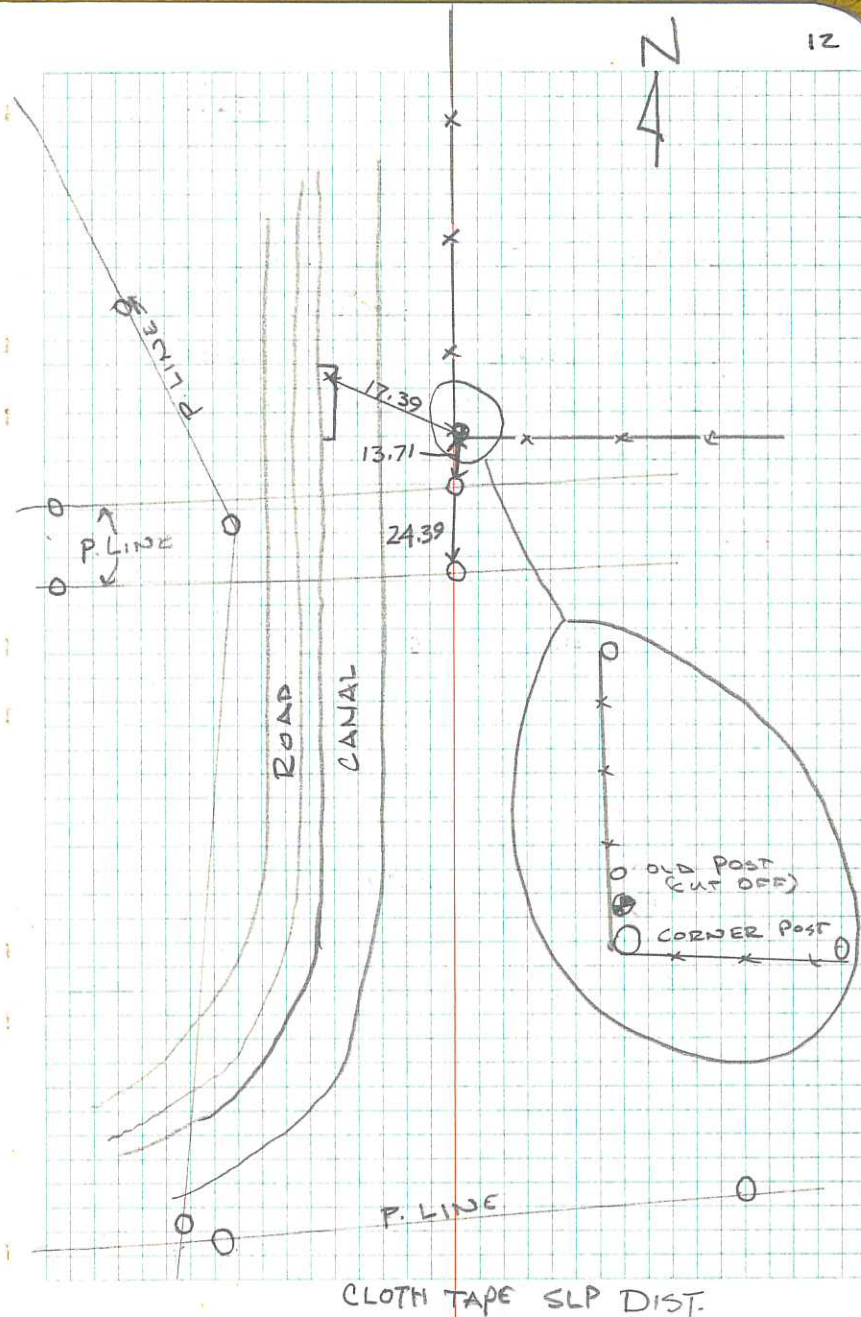 12
N
P. LINE
17.39
13.71
24.39
P. LINE
ROAD
CANAL
OLD POST
(CUT OFF)
CORNER POST
P. LINE
CLOTH TAPE SLP DIST.